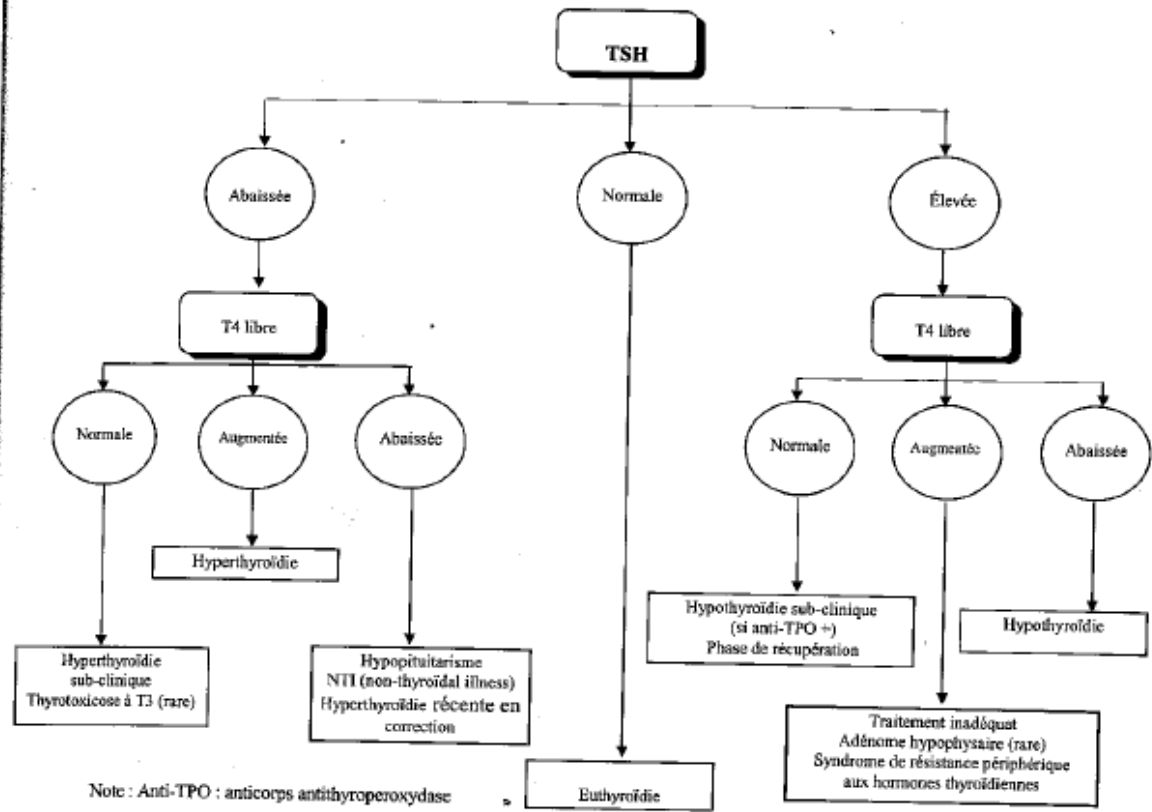 TSH
Abaissée
Normale
Élevée
T4 libre
T4 libre
Normale
Augmentée
Abaissée
Normale
Augmentée
Abaissée
Hyperthyroïdie
Hyperthyroïdie
sub-clinique
Thyrotoxicose à T3 (rare)
Hypopituitarisme
NTI (non-thyroïdal illness)
Hyperthyroïdie récente en
correction
Hypothyroïdie sub-clinique
(si anti-TPO +)
Phase de récupération
Hypothyroïdie
Traitement inadéquat
Adénome hypophysaire (rare)
Syndrome de résistance périphérique
aux hormones thyroïdiennes
Euthyroïdie
Note : Anti-TPO : anticorps antithyroperoxydase